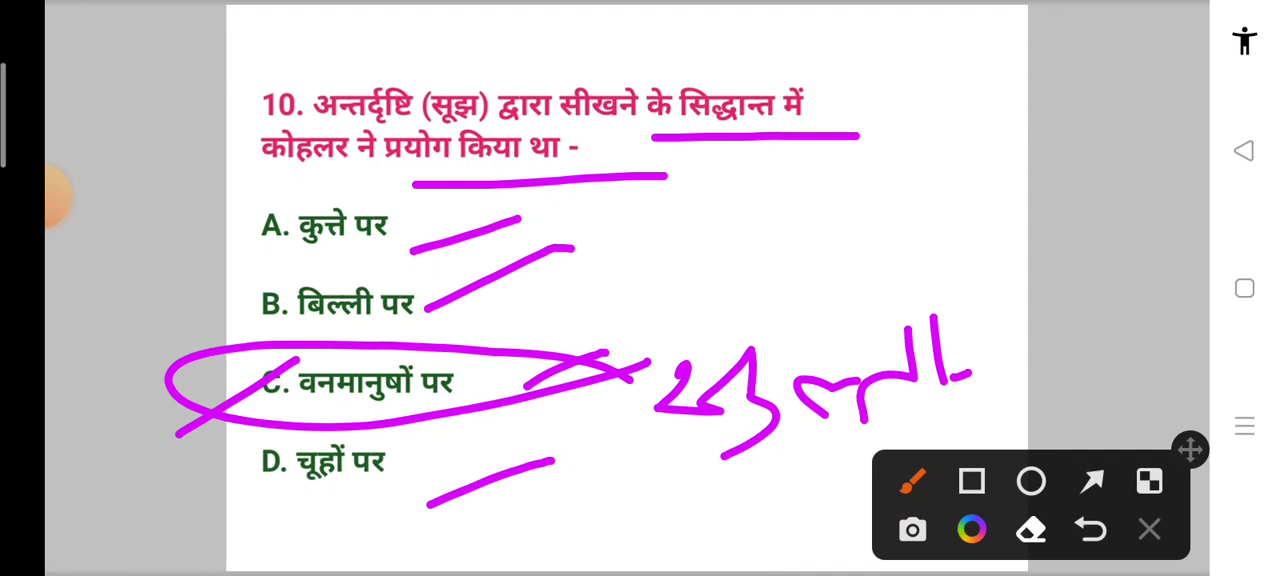 10. अन्तर्दृष्टि (सूझ) द्वारा सीखने के सिद्धान्त में
कोहलर ने प्रयोग किया था -
A. कुत्ते पर
B. बिल्ली पर
C. वनमानुषों पर
D. चूहों पर